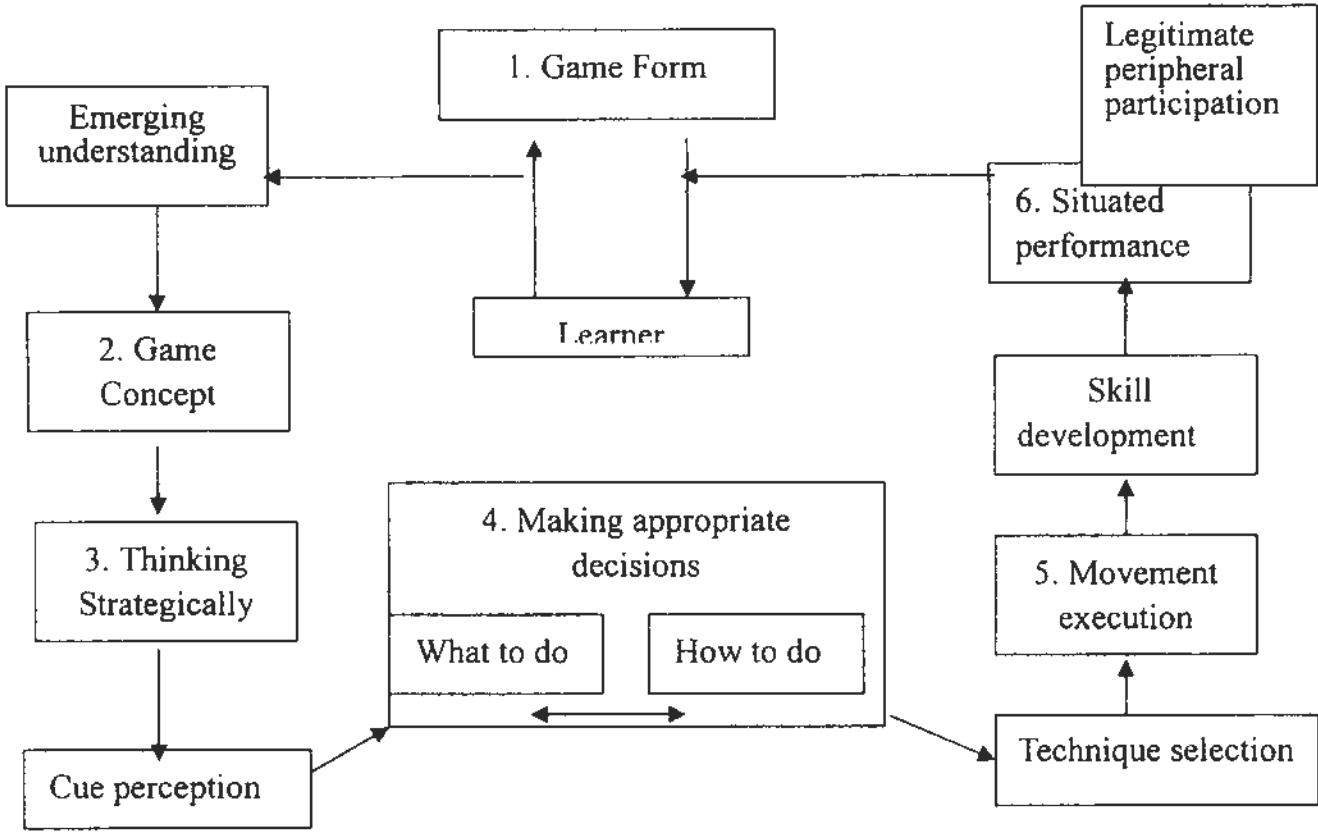 1. Game Form
Legitimate
peripheral
participation
Emerging
understanding
6. Situated
performance
Learner
2. Game
Concept
Skill
development
4. Making appropriate
decisions
3. Thinking
Strategically
5. Movement
execution
What to do
How to do
Technique selection
Cue perception